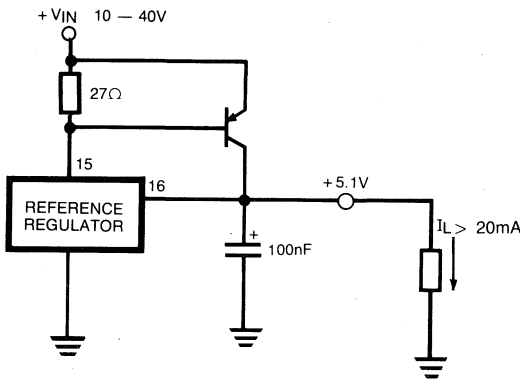 + VIN 10 — 40V
27Ω
15
16
REFERENCE
REGULATOR
+ 5.1V
+
100nF
IL > 20mA